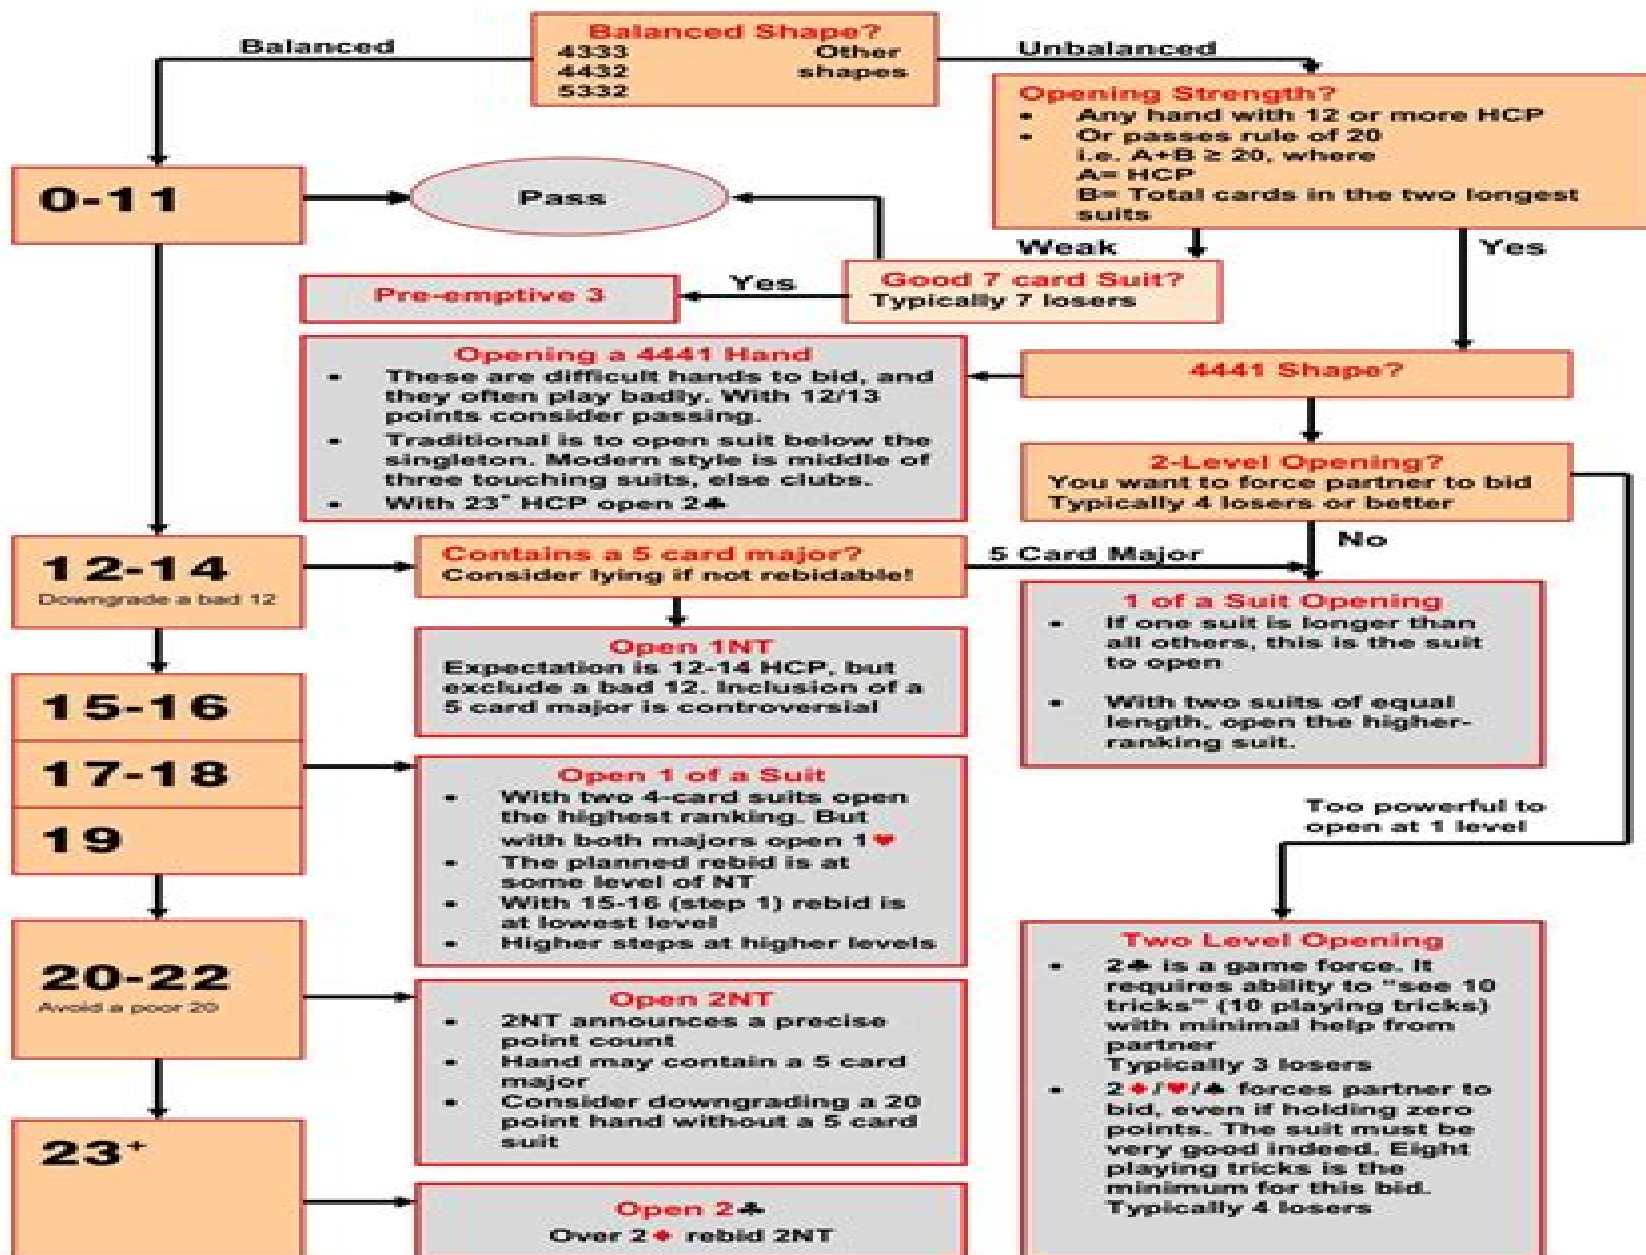 Balanced Shape?
4333 Other
4432 shapes
5332
Balanced
Unbalanced
Opening Strength?
• Any hand with 12 or more HCP
• Or passes rule of 20
i.e. A+B ≥ 20, where
A= HCP
B= Total cards in the two longest
suits
0-11
Pass
Weak
Yes
Good 7 card Suit?
Typically 7 losers
Yes
Pre-emptive 3
Opening a 4441 Hand
• These are difficult hands to bid, and
they often play badly. With 12/13
points consider passing.
• Traditional is to open suit below the
singleton. Modern style is middle of
three touching suits, else clubs.
• With 23⁺ HCP open 2♣
4441 Shape?
2-Level Opening?
You want to force partner to bid
Typically 4 losers or better
No
12-14
Downgrade a bad 12
Contains a 5 card major?
Consider lying if not rebidable!
5 Card Major
1 of a Suit Opening
• If one suit is longer than
all others, this is the suit
to open
• With two suits of equal
length, open the higher-
ranking suit.
Open 1NT
Expectation is 12-14 HCP, but
exclude a bad 12. Inclusion of a
5 card major is controversial
15-16
17-18
19
Open 1 of a Suit
• With two 4-card suits open
the highest ranking. But
with both majors open 1♥
• The planned rebid is at
some level of NT
• With 15-16 (step 1) rebid is
at lowest level
• Higher steps at higher levels
Too powerful to
open at 1 level
20-22
Avoid a poor 20
Open 2NT
• 2NT announces a precise
point count
• Hand may contain a 5 card
major
• Consider downgrading a 20
point hand without a 5 card
suit
Two Level Opening
• 2♣ is a game force. It
requires ability to "see 10
tricks" (10 playing tricks)
with minimal help from
partner
Typically 3 losers
• 2♦/♥/♠ forces partner to
bid, even if holding zero
points. The suit must be
very good indeed. Eight
playing tricks is the
minimum for this bid.
Typically 4 losers
23⁺
Open 2♣
Over 2♦ rebid 2NT